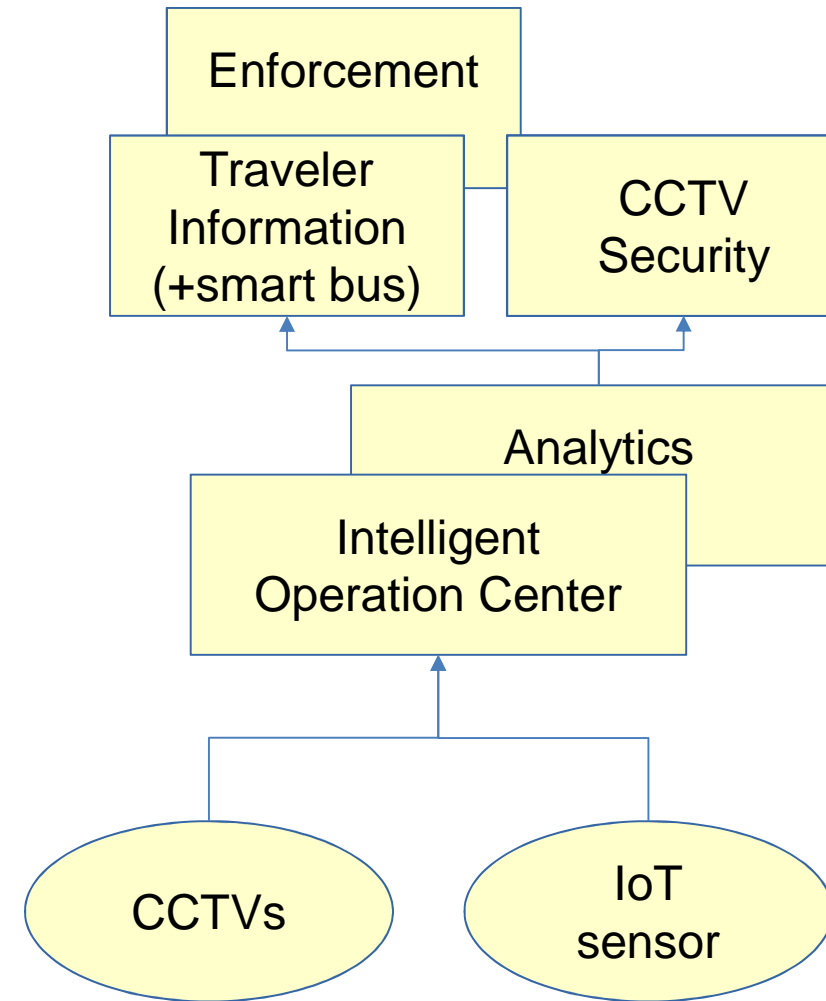 Enforcement
Traveler
Information
(+smart bus)
CCTV
Security
Analytics
Intelligent
Operation Center
CCTVs
IoT
sensor